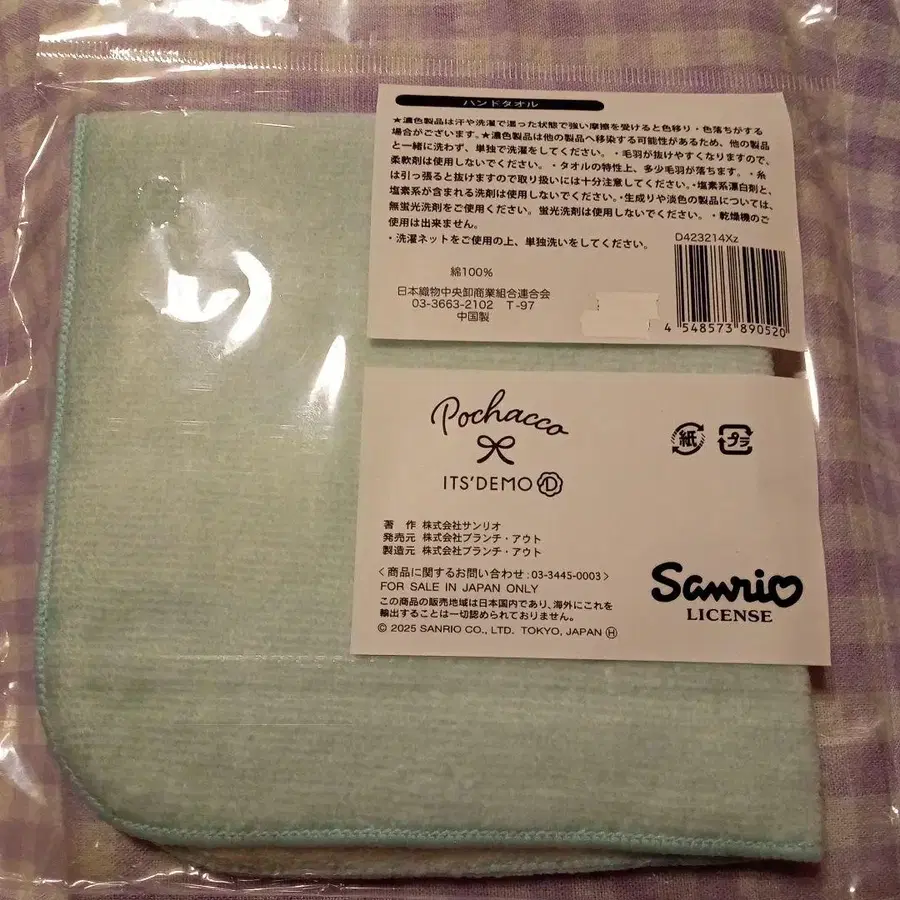 ハンドタオル
★濃色製品は汗や洗濯で湿った状態で強い摩擦を受けると色移り・色落ちがする
場合がございます。★濃色製品は他の製品へ移染する可能性があるため、他の製品
と一緒に洗わず、単独で洗濯をしてください。・毛羽が抜けやすくなりますので、
柔軟剤は使用しないでください。・タオルの特性上、多少毛羽が落ちます。・糸
は引っ張ると抜けますので取り扱いには十分注意してください。・塩素系漂白剤と、
塩素系が含まれる洗剤は使用しないでください。・生成りや淡色の製品については、
無蛍光洗剤をご使用ください。蛍光洗剤は使用しないでください。・乾燥機のご
使用は出来ません。
・洗濯ネットをご使用の上、単独洗いをしてください。
D423214Xz
綿100%
日本織物中央卸商業組合連合会
03-3663-2102 T-97
中国製
4 548573 890520
Pochacco
ITS'DEMO
紙
プラ
著 作 株式会社サンリオ
発売元 株式会社ブランチ・アウト
製造元 株式会社ブランチ・アウト
<商品に関するお問い合わせ:03-3445-0003>
FOR SALE IN JAPAN ONLY
この商品の販売地域は日本国内であり、海外にこれを
輸出することは一切認められておりません。
© 2025 SANRIO CO., LTD. TOKYO, JAPAN Ⓗ
Sanrio
LICENSE